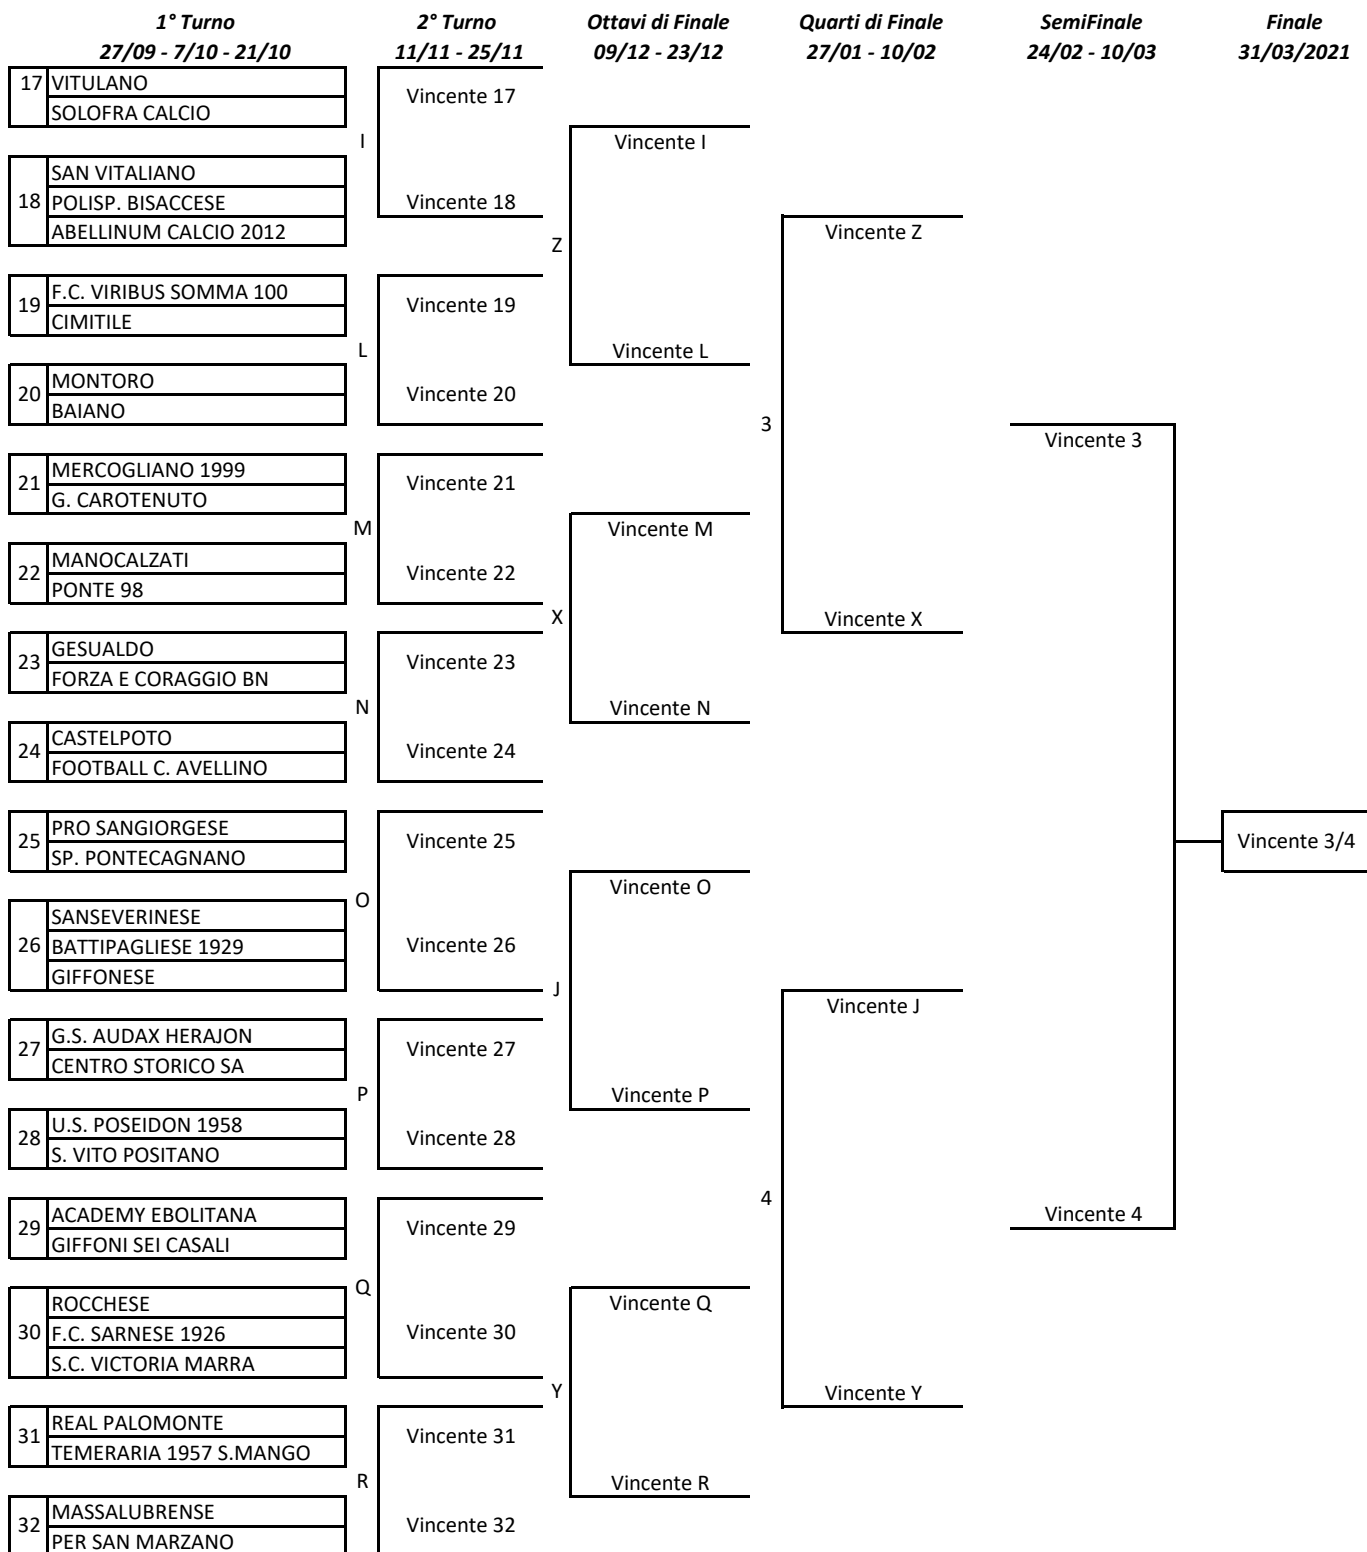 1° Turno 2° Turno Ottavi di Finale Quarti di Finale SemiFinale Finale
27/09 - 7/10 - 21/10 11/11 - 25/11 09/12 - 23/12 27/01 - 10/02 24/02 - 10/03 31/03/2021
17 VITULANO
Vincente 17
SOLOFRA CALCIO
I Vincente I
SAN VITALIANO
18 POLISP. BISACCESE Vincente 18
ABELLINUM CALCIO 2012 Vincente Z
Z
F.C. VIRIBUS SOMMA 100
19 Vincente 19
CIMITILE
L Vincente L
MONTORO
20 Vincente 20
BAIANO
3
Vincente 3
MERCOGLIANO 1999
21 Vincente 21
G. CAROTENUTO
M Vincente M
MANOCALZATI
22 Vincente 22
PONTE 98
X Vincente X
GESUALDO
23 Vincente 23
FORZA E CORAGGIO BN
N Vincente N
CASTELPOTO
24 Vincente 24
FOOTBALL C. AVELLINO
PRO SANGIORGESE
25 Vincente 25 Vincente 3/4
SP. PONTECAGNANO
Vincente O
O
SANSEVERINESE
26 BATTIPAGLIESE 1929 Vincente 26
GIFFONESE
J
Vincente J
G.S. AUDAX HERAJON
27 Vincente 27
CENTRO STORICO SA
P Vincente P
U.S. POSEIDON 1958
28 Vincente 28
S. VITO POSITANO
4
ACADEMY EBOLITANA Vincente 4
29 Vincente 29
GIFFONI SEI CASALI
Q
ROCCHESE Vincente Q
30 F.C. SARNESE 1926 Vincente 30
S.C. VICTORIA MARRA
Y Vincente Y
REAL PALOMONTE
31 Vincente 31
TEMERARIA 1957 S.MANGO
R Vincente R
MASSALUBRENSE
32 Vincente 32
PER SAN MARZANO